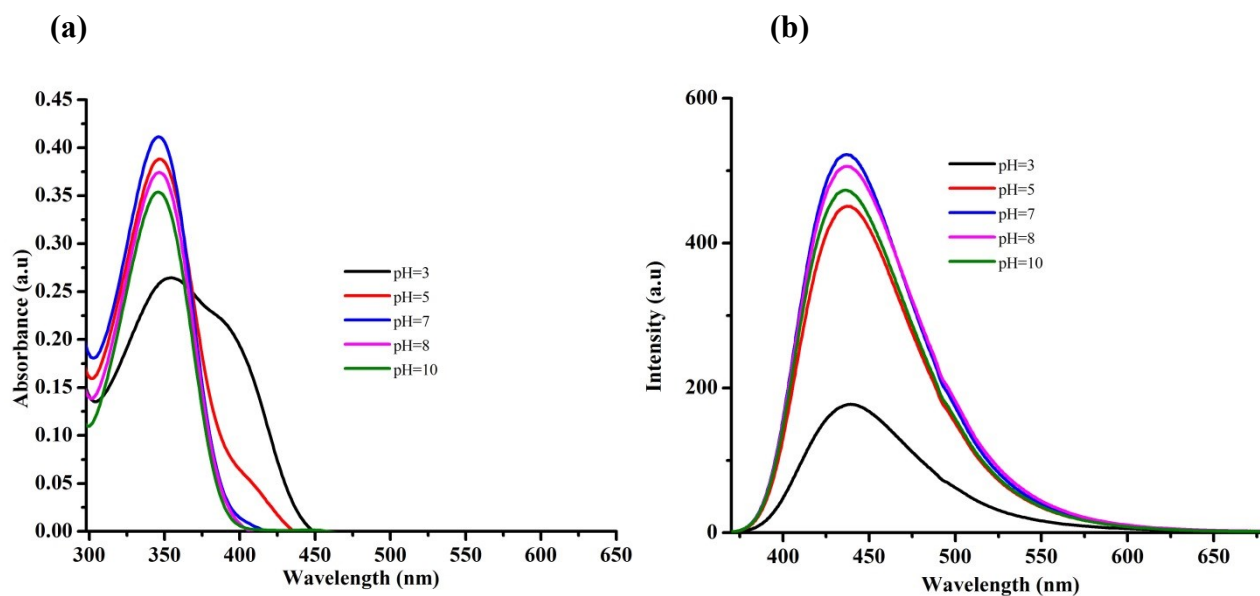 (a)
(b)
0.45
0.40
0.35
0.30
0.25
0.20
0.15
0.10
0.05
0.00
Absorbance (a.u)
300 350 400 450 500 550 600 650
Wavelength (nm)
pH=3
pH=5
pH=7
pH=8
pH=10
600
400
200
0
Intensity (a.u)
400 450 500 550 600 650
Wavelength (nm)
pH=3
pH=5
pH=7
pH=8
pH=10